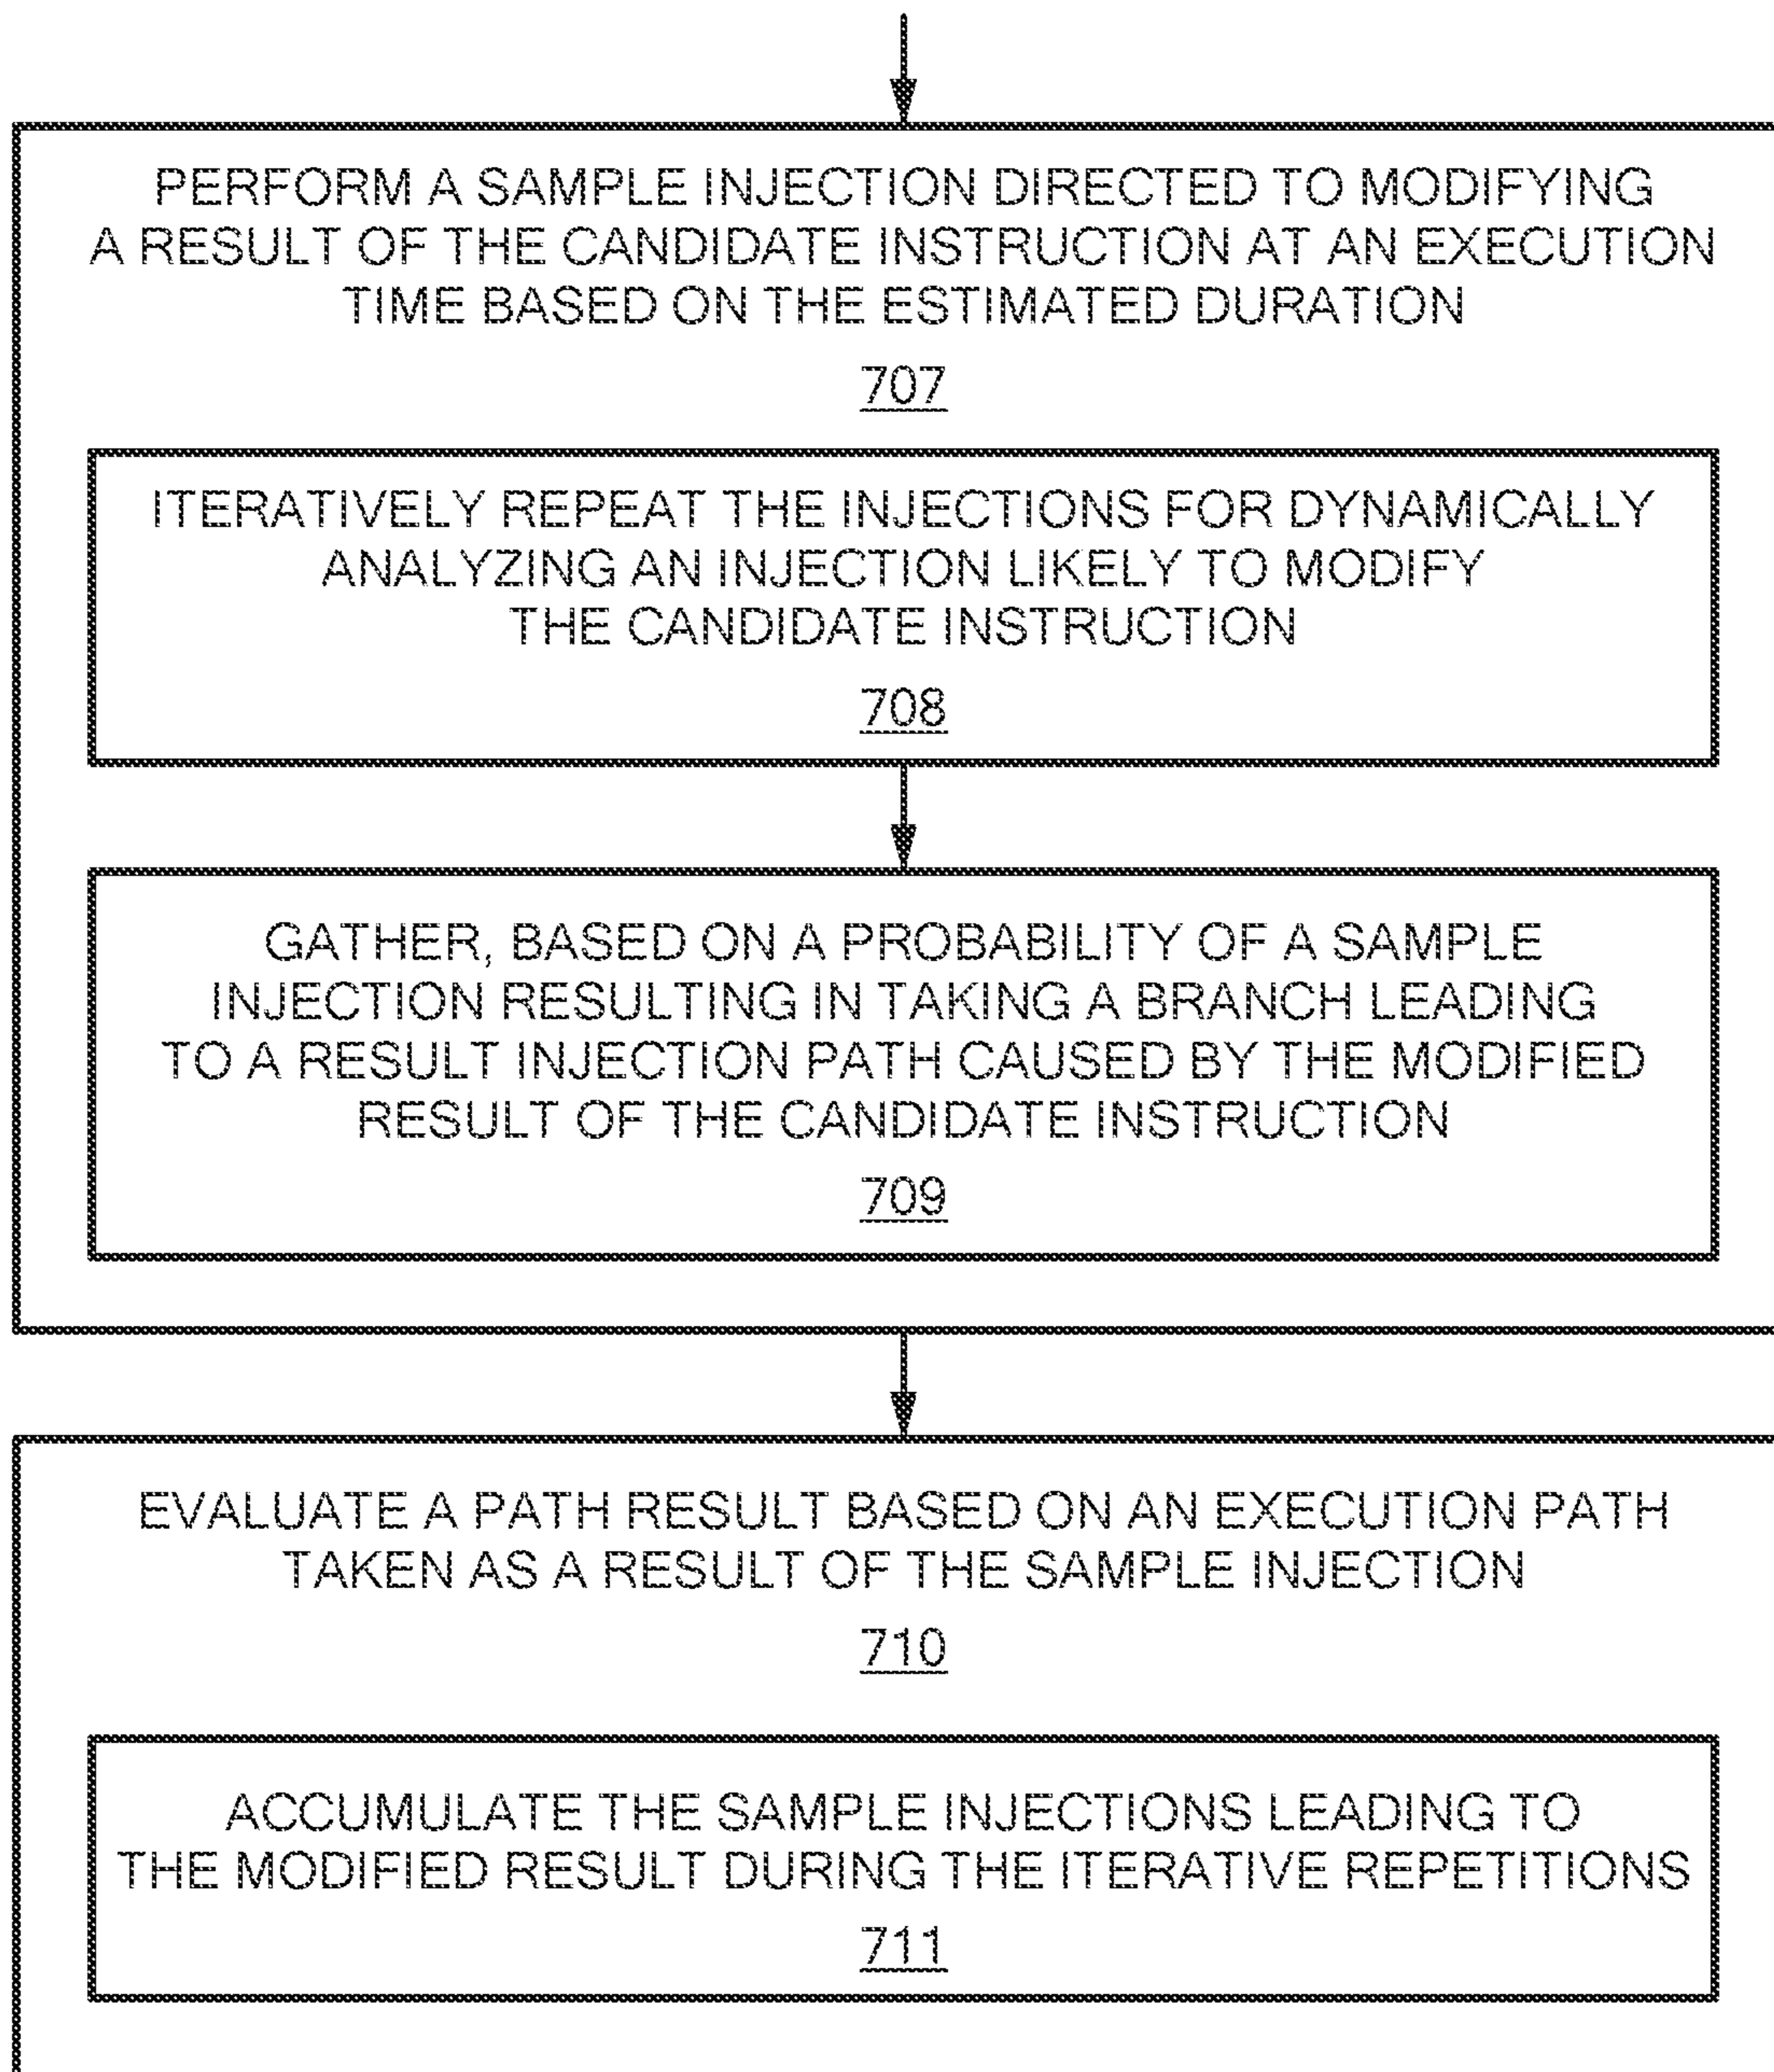 PERFORM A SAMPLE INJECTION DIRECTED TO MODIFYING
A RESULT OF THE CANDIDATE INSTRUCTION AT AN EXECUTION
TIME BASED ON THE ESTIMATED DURATION
707
ITERATIVELY REPEAT THE INJECTIONS FOR DYNAMICALLY
ANALYZING AN INJECTION LIKELY TO MODIFY
THE CANDIDATE INSTRUCTION
708
GATHER, BASED ON A PROBABILITY OF A SAMPLE
INJECTION RESULTING IN TAKING A BRANCH LEADING
TO A RESULT INJECTION PATH CAUSED BY THE MODIFIED
RESULT OF THE CANDIDATE INSTRUCTION
709
EVALUATE A PATH RESULT BASED ON AN EXECUTION PATH
TAKEN AS A RESULT OF THE SAMPLE INJECTION
710
ACCUMULATE THE SAMPLE INJECTIONS LEADING TO
THE MODIFIED RESULT DURING THE ITERATIVE REPETITIONS
711